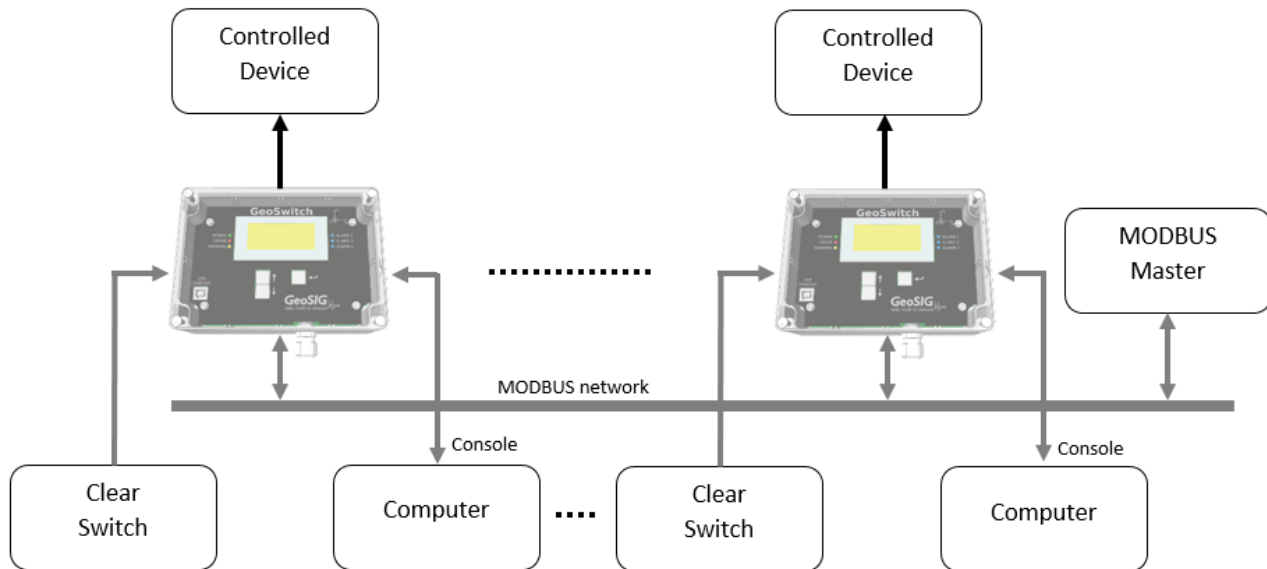 Controlled
Device
Controlled
Device
GeoSwitch
GeoSIG
GeoSwitch
GeoSIG
MODBUS
Master
MODBUS network
Console
Console
Clear
Switch
Computer
Clear
Switch
Computer